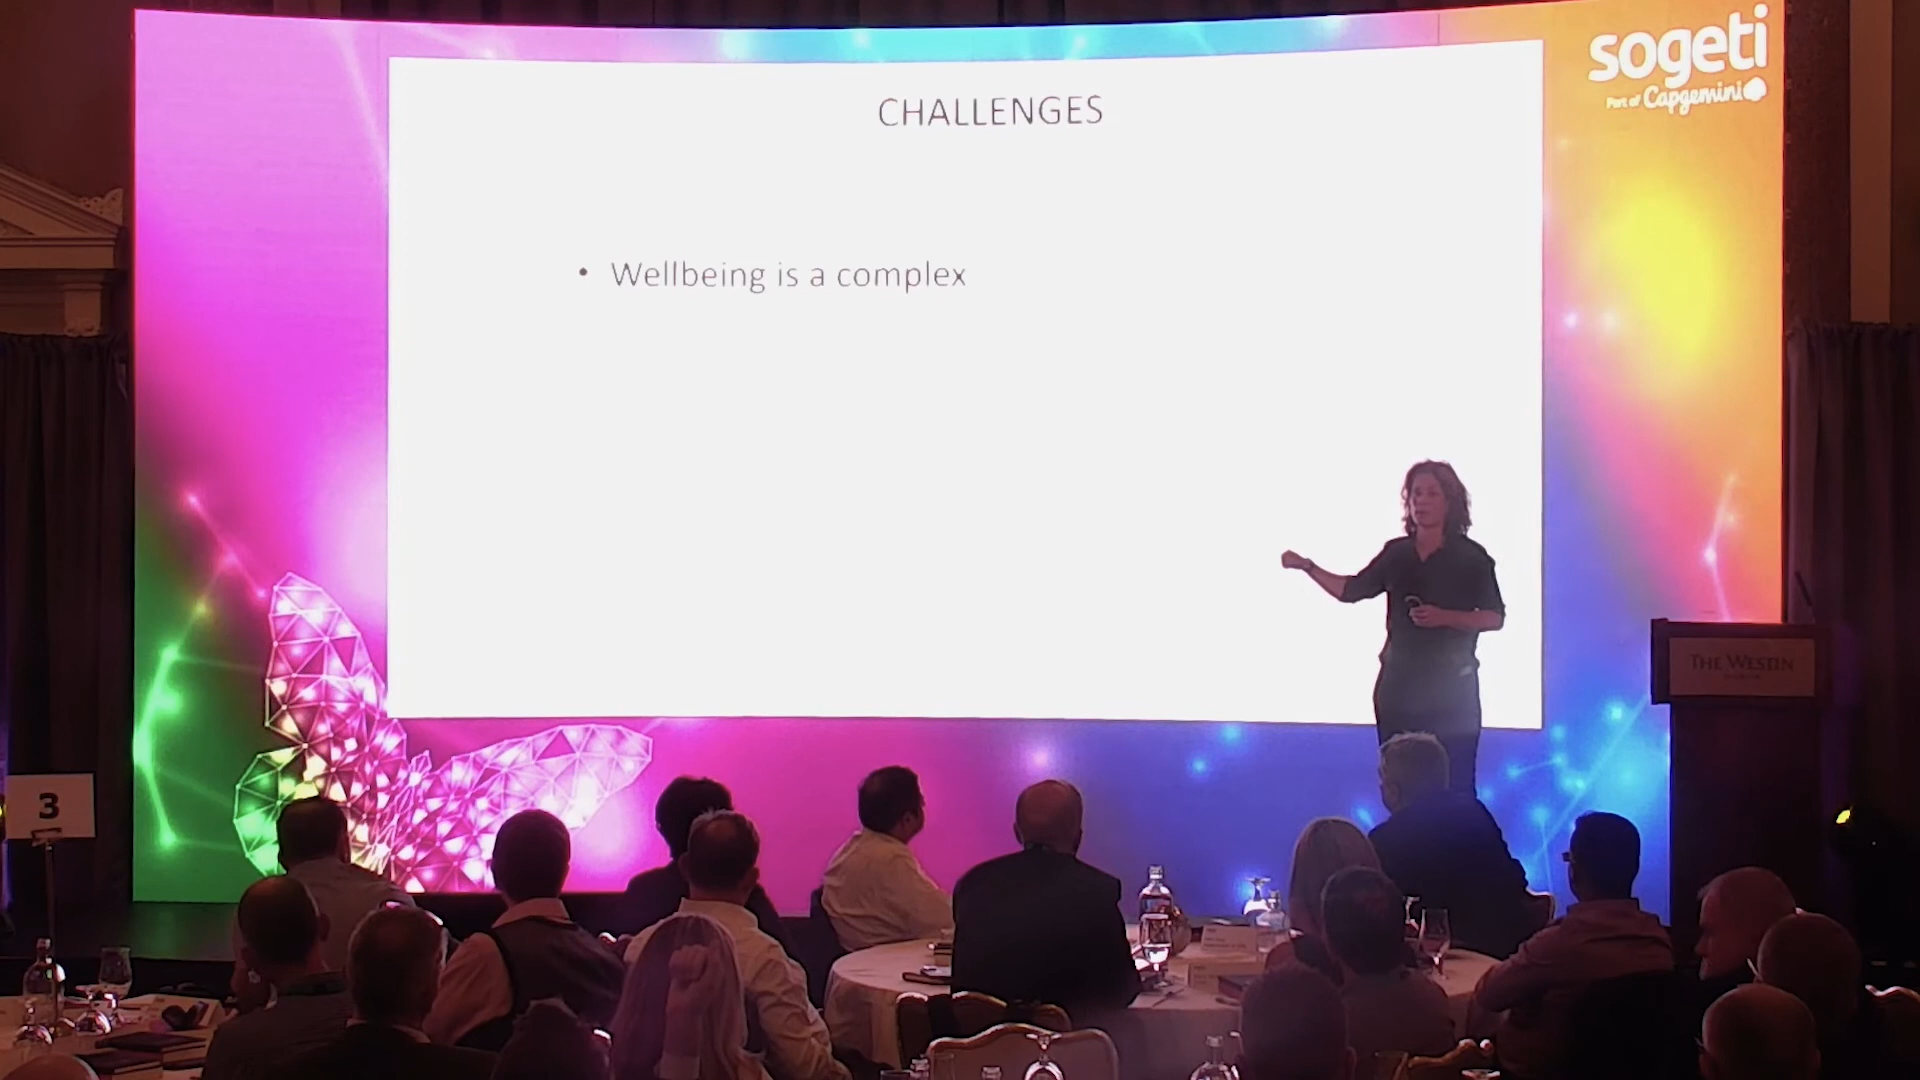 sogeti
Part of Capgemini
CHALLENGES
• Wellbeing is a complex
THE WESTIN
3